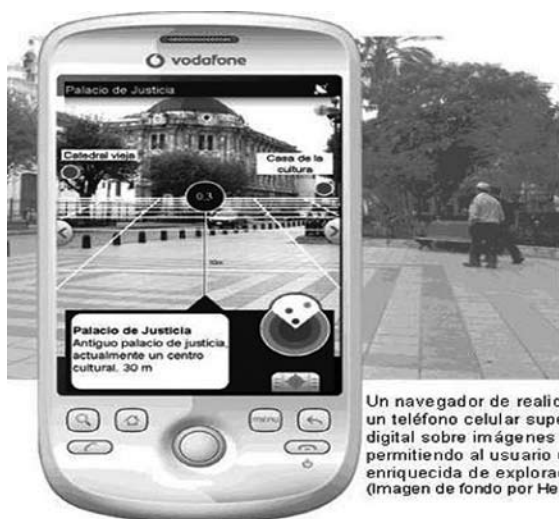 vodafone
Palacio de Justicia
Catedral vieja
Casa de la
cultura
0.3
10m
Palacio de Justicia
Antiguo palacio de justicia,
actualmente un centro
cultural. 30 m
menu
Un navegador de realid
un teléfono celular supe
digital sobre imágenes
permitiendo al usuario
enriquecida de explora
(Imagen de fondo por He